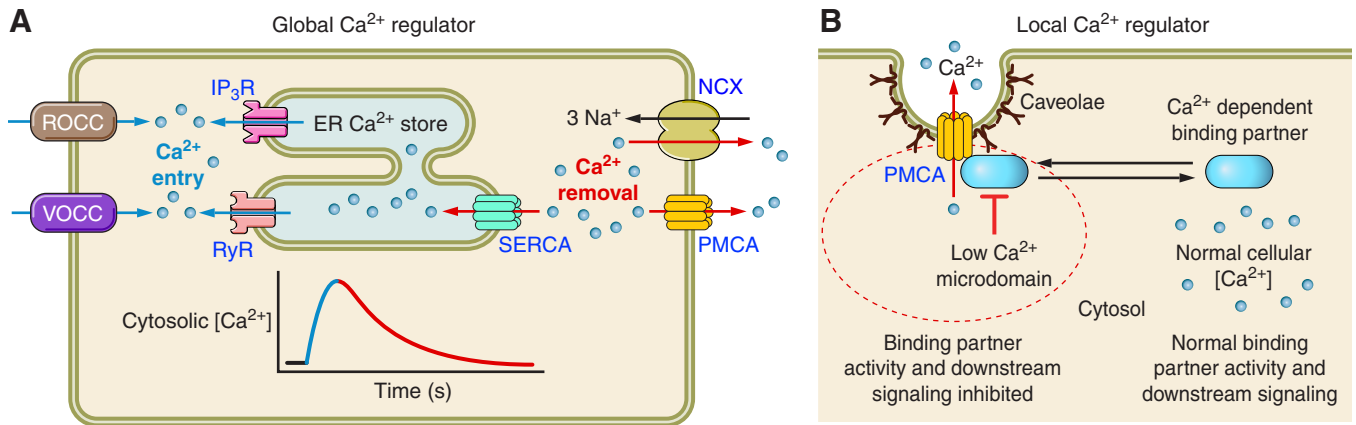 A
Global Ca²⁺ regulator
ROCC
VOCC
IP₃R
ER Ca²⁺ store
Ca²⁺
entry
RyR
3 Na⁺
NCX
Ca²⁺
removal
SERCA
PMCA
Cytosolic [Ca²⁺]
Time (s)
B
Local Ca²⁺ regulator
Ca²⁺
Caveolae
PMCA
Ca²⁺ dependent
binding partner
Low Ca²⁺
microdomain
Normal cellular
[Ca²⁺]
Cytosol
Binding partner
activity and downstream
signaling inhibited
Normal binding
partner activity and
downstream signaling